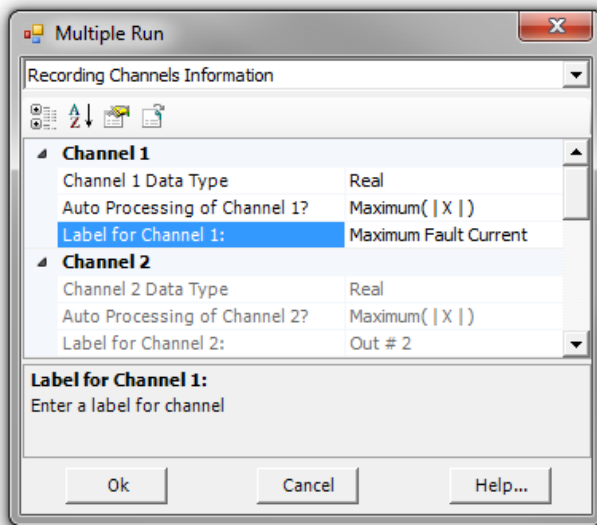 Multiple Run
Recording Channels Information
Channel 1
Channel 1 Data Type Real
Auto Processing of Channel 1? Maximum( | X | )
Label for Channel 1: Maximum Fault Current
Channel 2
Channel 2 Data Type Real
Auto Processing of Channel 2? Maximum( | X | )
Label for Channel 2: Out # 2
Label for Channel 1:
Enter a label for channel
Ok Cancel Help...